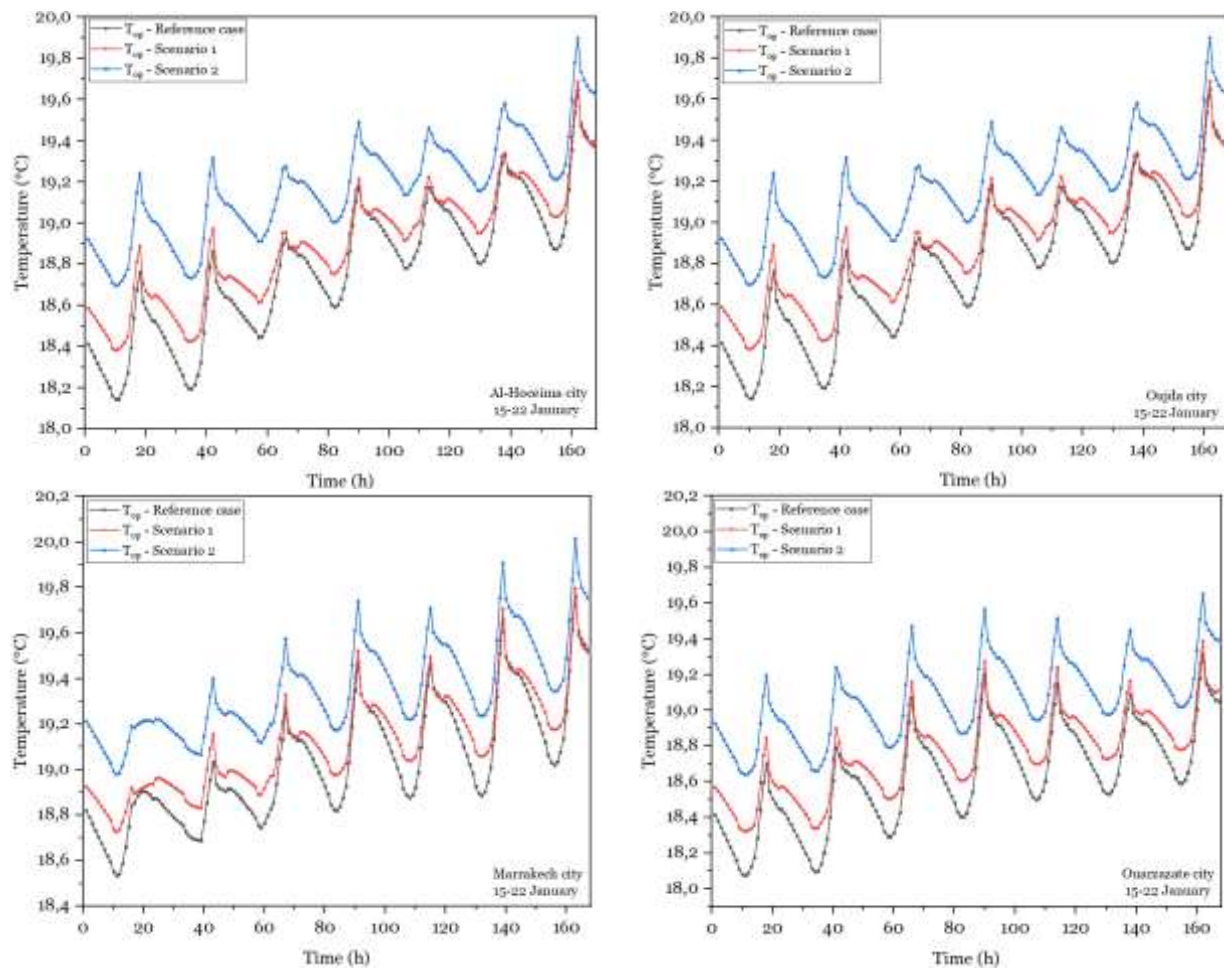 20,0
19,8
19,6
19,4
19,2
19,0
18,8
18,6
18,4
18,2
18,0
Temperature (°C)
T_op - Reference case
T_op - Scenario 1
T_op - Scenario 2
Al-Hoceima city
15-22 January
0 20 40 60 80 100 120 140 160
Time (h)
20,0
19,8
19,6
19,4
19,2
19,0
18,8
18,6
18,4
18,2
18,0
Temperature (°C)
T_op - Reference case
T_op - Scenario 1
T_op - Scenario 2
Oujda city
15-22 January
0 20 40 60 80 100 120 140 160
Time (h)
20,2
20,0
19,8
19,6
19,4
19,2
19,0
18,8
18,6
18,4
Temperature (°C)
T_op - Reference case
T_op - Scenario 1
T_op - Scenario 2
Marrakech city
15-22 January
0 20 40 60 80 100 120 140 160
Time (h)
20,2
20,0
19,8
19,6
19,4
19,2
19,0
18,8
18,6
18,4
18,2
18,0
Temperature (°C)
T_op - Reference case
T_op - Scenario 1
T_op - Scenario 2
Ouarzazate city
15-22 January
0 20 40 60 80 100 120 140 160
Time (h)